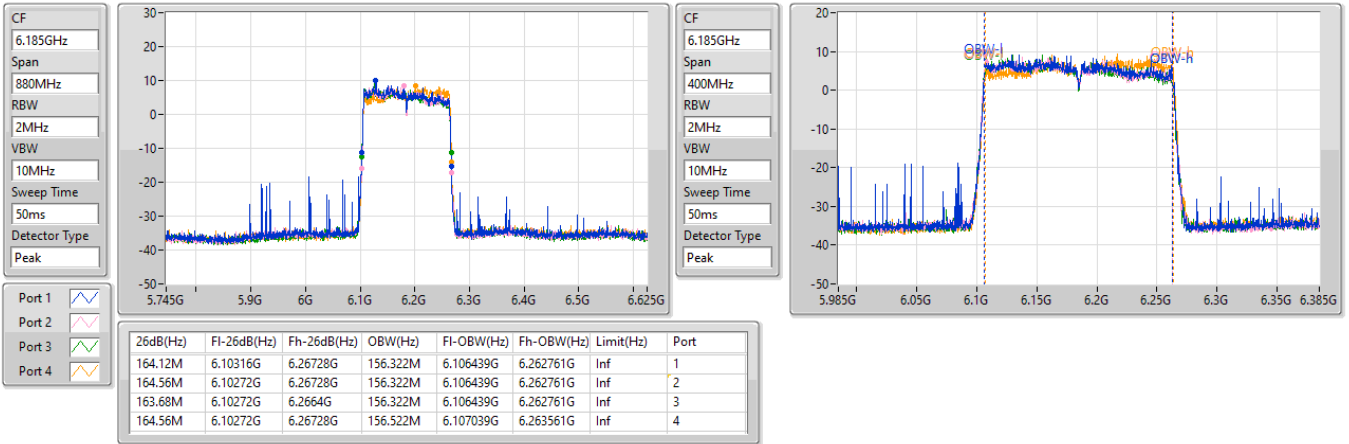 CF
6.185GHz
Span
880MHz
RBW
2MHz
VBW
10MHz
Sweep Time
50ms
Detector Type
Peak
30
20
10
0
-10
-20
-30
-40
-50
5.745G 5.9G 6G 6.1G 6.2G 6.3G 6.4G 6.5G 6.625G
CF
6.185GHz
Span
400MHz
RBW
2MHz
VBW
10MHz
Sweep Time
50ms
Detector Type
Peak
20
10
0
-10
-20
-30
-40
-50
OBW-l
OBW-h
OBW-h
5.985G 6.05G 6.1G 6.15G 6.2G 6.25G 6.3G 6.35G 6.385G
Port 1
Port 2
Port 3
Port 4
26dB(Hz) Fl-26dB(Hz) Fh-26dB(Hz) OBW(Hz) Fl-OBW(Hz) Fh-OBW(Hz) Limit(Hz) Port
164.12M 6.10316G 6.26728G 156.322M 6.106439G 6.262761G Inf 1
164.56M 6.10272G 6.26728G 156.322M 6.106439G 6.262761G Inf 2
163.68M 6.10272G 6.2664G 156.322M 6.106439G 6.262761G Inf 3
164.56M 6.10272G 6.26728G 156.522M 6.107039G 6.263561G Inf 4